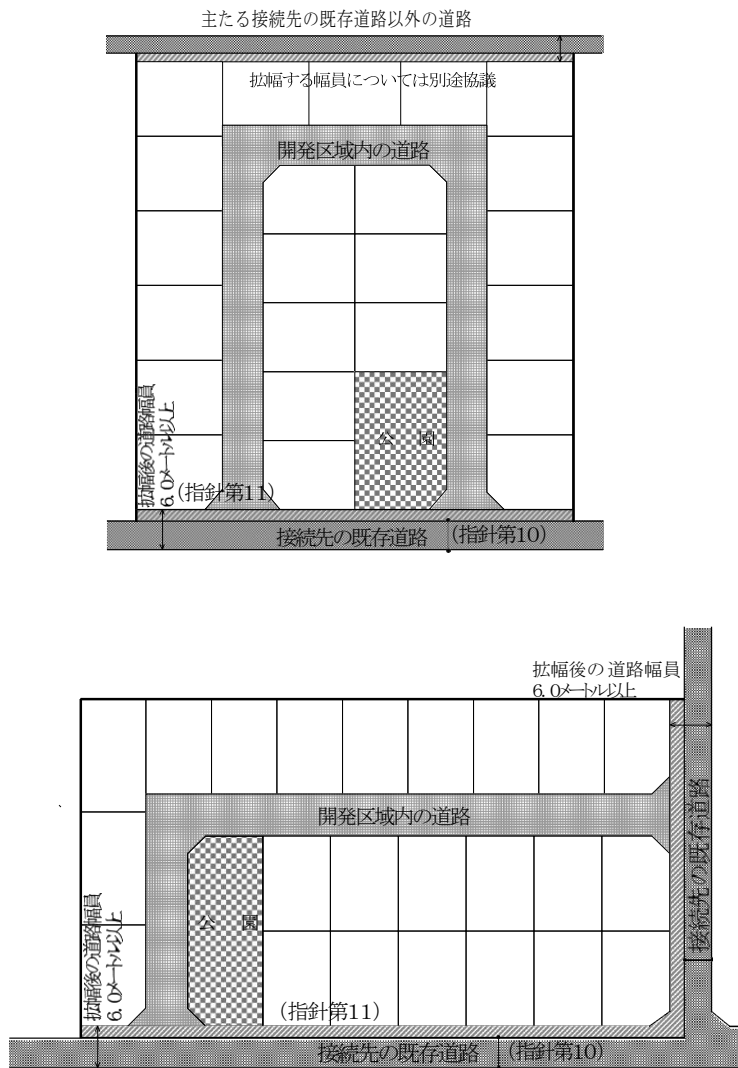 主たる接続先の既存道路以外の道路
拡幅する幅員については別途協議
開発区域内の道路
公 園
拡幅後の道路幅員
6.0メートル以上
(指針第11)
接続先の既存道路
(指針第10)
拡幅後の道路幅員
6.0メートル以上
開発区域内の道路
接続先の既存道路
公 園
拡幅後の道路幅員
6.0メートル以上
(指針第11)
接続先の既存道路
(指針第10)